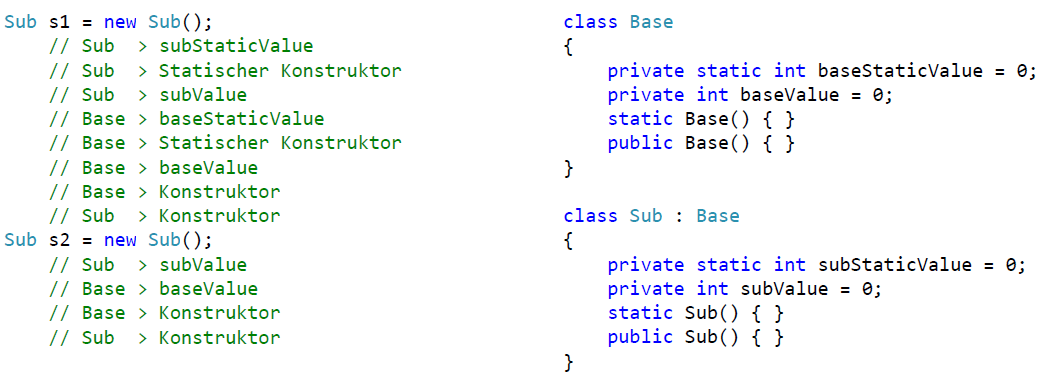 Sub s1 = new Sub();
    // Sub  > subStaticValue
    // Sub  > Statischer Konstruktor
    // Sub  > subValue
    // Base > baseStaticValue
    // Base > Statischer Konstruktor
    // Base > baseValue
    // Base > Konstruktor
    // Sub  > Konstruktor
Sub s2 = new Sub();
    // Sub  > subValue
    // Base > baseValue
    // Base > Konstruktor
    // Sub  > Konstruktor
class Base
{
    private static int baseStaticValue = 0;
    private int baseValue = 0;
    static Base() { }
    public Base() { }
}
class Sub : Base
{
    private static int subStaticValue = 0;
    private int subValue = 0;
    static Sub() { }
    public Sub() { }
}